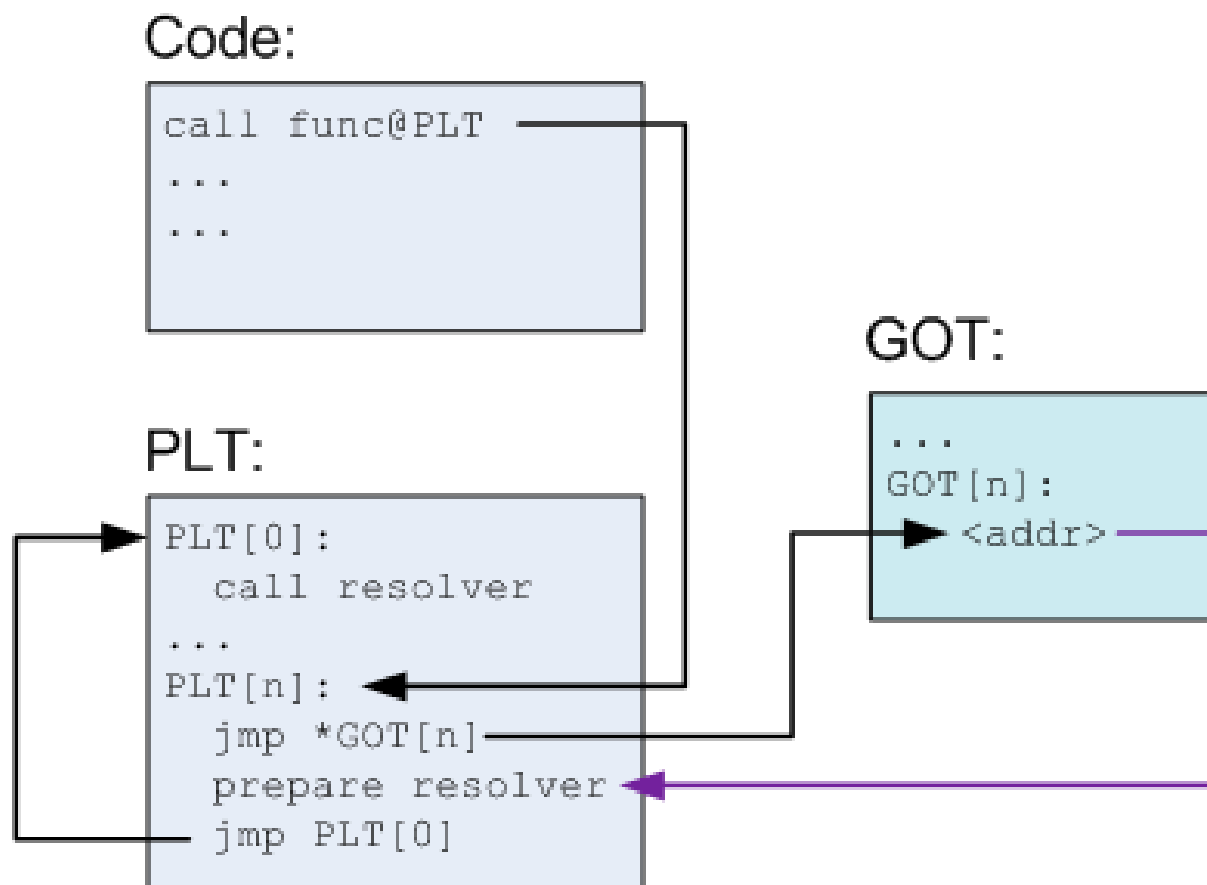 Code:
call func@PLT
...
...
PLT:
PLT[0]:
call resolver
...
PLT[n]:
jmp *GOT[n]
prepare resolver
jmp PLT[0]
GOT:
...
GOT[n]:
<addr>